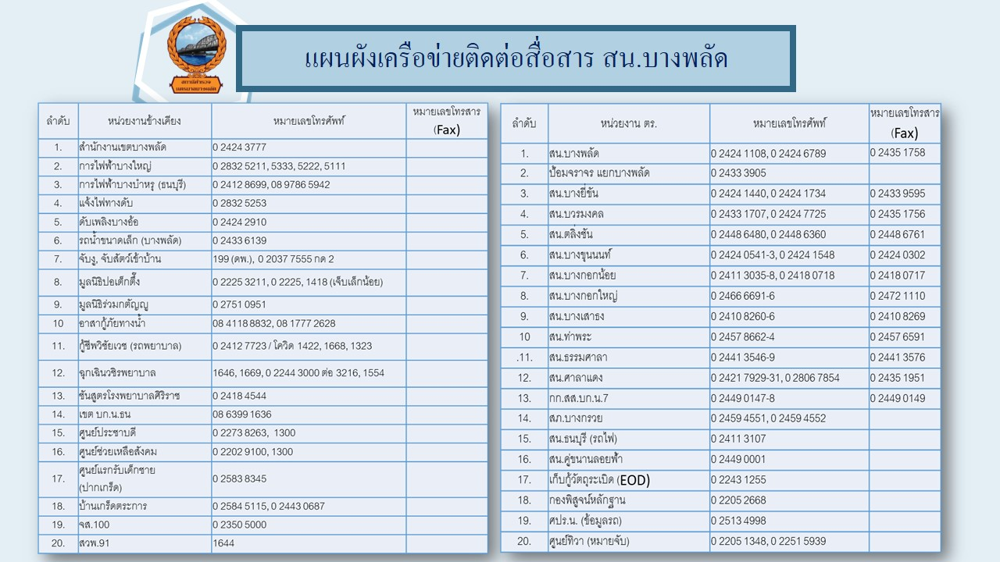 สถานีตำรวจ
นครบาลบางพลัด
แผนผังเครือข่ายติดต่อสื่อสาร สน.บางพลัด
ลำดับ หน่วยงานข้างเคียง หมายเลขโทรศัพท์ หมายเลขโทรสาร (Fax)
1. สำนักงานเขตบางพลัด 0 2424 3777
2. การไฟฟ้าบางใหญ่ 0 2832 5211, 5333, 5222, 5111
3. การไฟฟ้าบางบำหรุ (ธนบุรี) 0 2412 8699, 08 9786 5942
4. แจ้งไฟทางดับ 0 2832 5253
5. ดับเพลิงบางอ้อ 0 2424 2910
6. รถน้ำขนาดเล็ก (บางพลัด) 0 2433 6139
7. จับงู, จับสัตว์เข้าบ้าน 199 (ดพ.), 0 2037 7555 กด 2
8. มูลนิธิปอเต็กตึ๊ง 0 2225 3211, 0 2225, 1418 (เจ็บเล็กน้อย)
9. มูลนิธิร่วมกตัญญู 0 2751 0951
10 อาสากู้ภัยทางน้ำ 08 4118 8832, 08 1777 2628
11. กู้ชีพวิชัยเวช (รถพยาบาล) 0 2412 7723 / โควิด 1422, 1668, 1323
12. ฉุกเฉินวชิรพยาบาล 1646, 1669, 0 2244 3000 ต่อ 3216, 1554
13. ชันสูตรโรงพยาบาลศิริราช 0 2418 4544
14. เขต บก.น.ธน 08 6399 1636
15. ศูนย์ประชาบดี 0 2273 8263, 1300
16. ศูนย์ช่วยเหลือสังคม 0 2202 9100, 1300
17. ศูนย์แรกรับเด็กชาย
(ปากเกร็ด) 0 2583 8345
18. บ้านเกร็ดตระการ 0 2584 5115, 0 2443 0687
19. จส.100 0 2350 5000
20. สวพ.91 1644
ลำดับ หน่วยงาน ตร. หมายเลขโทรศัพท์ หมายเลขโทรสาร (Fax)
1. สน.บางพลัด 0 2424 1108, 0 2424 6789 0 2435 1758
2. ป้อมจราจร แยกบางพลัด 0 2433 3905
3. สน.บางยี่ขัน 0 2424 1440, 0 2424 1734 0 2433 9595
4. สน.บวรมงคล 0 2433 1707, 0 2424 7725 0 2435 1756
5. สน.ตลิ่งชัน 0 2448 6480, 0 2448 6360 0 2448 6761
6. สน.บางขุนนนท์ 0 2424 0541-3, 0 2424 1548 0 2424 0302
7. สน.บางกอกน้อย 0 2411 3035-8, 0 2418 0718 0 2418 0717
8. สน.บางกอกใหญ่ 0 2466 6691-6 0 2472 1110
9. สน.บางเสาธง 0 2410 8260-6 0 2410 8269
10 สน.ท่าพระ 0 2457 8662-4 0 2457 6591
.11. สน.ธรรมศาลา 0 2441 3546-9 0 2441 3576
12. สน.ศาลาแดง 0 2421 7929-31, 0 2806 7854 0 2435 1951
13. กก.สส.บก.น.7 0 2449 0147-8 0 2449 0149
14. สภ.บางกรวย 0 2459 4551, 0 2459 4552
15. สน.ธนบุรี (รถไฟ) 0 2411 3107
16. สน.คู่ขนานลอยฟ้า 0 2449 0001
17. เก็บกู้วัตถุระเบิด (EOD) 0 2243 1255
18. กองพิสูจน์หลักฐาน 0 2205 2668
19. ศปร.น. (ข้อมูลรถ) 0 2513 4998
20. ศูนย์ทิวา (หมายจับ) 0 2205 1348, 0 2251 5939